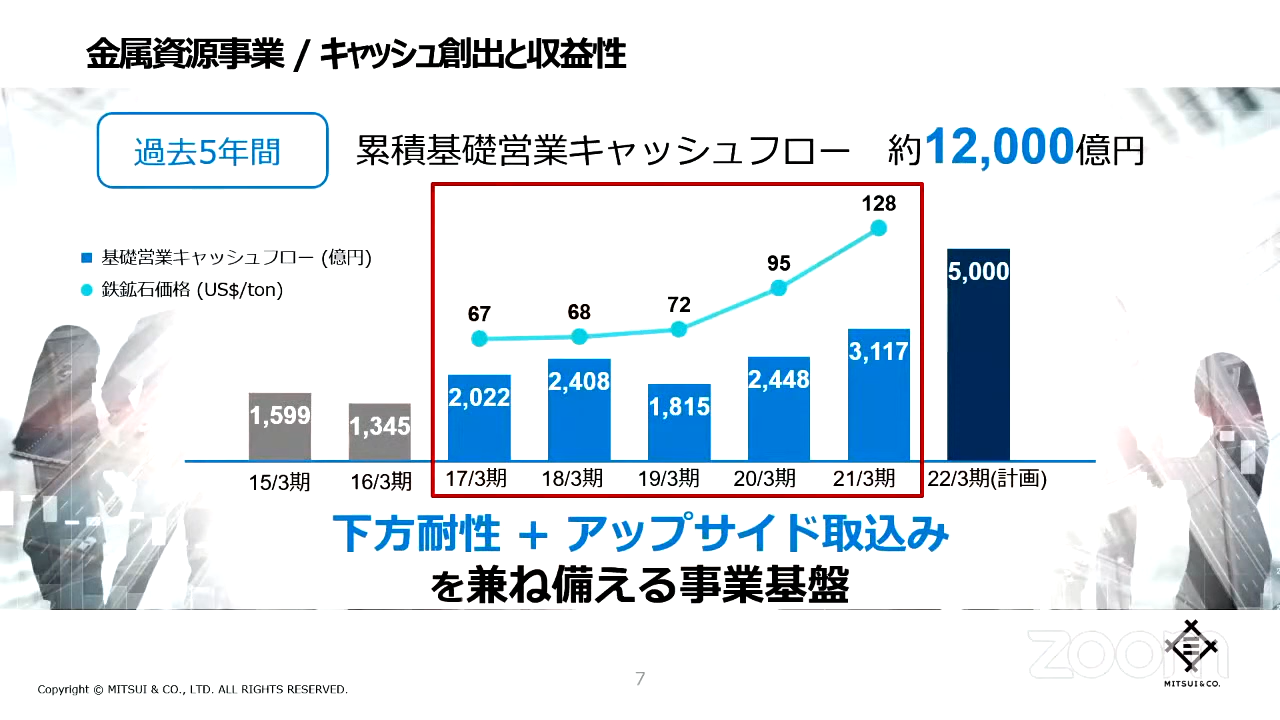 金属資源事業 / キャッシュ創出と収益性
過去5年間
累積基礎営業キャッシュフロー 約12,000億円
基礎営業キャッシュフロー (億円)
鉄鉱石価格 (US$/ton)
67
68
72
95
128
1,599
1,345
2,022
2,408
1,815
2,448
3,117
5,000
15/3期
16/3期
17/3期
18/3期
19/3期
20/3期
21/3期
22/3期(計画)
下方耐性 + アップサイド取込み
を兼ね備える事業基盤
zoom
MITSUI & CO.
Copyright © MITSUI & CO., LTD. ALL RIGHTS RESERVED.
7